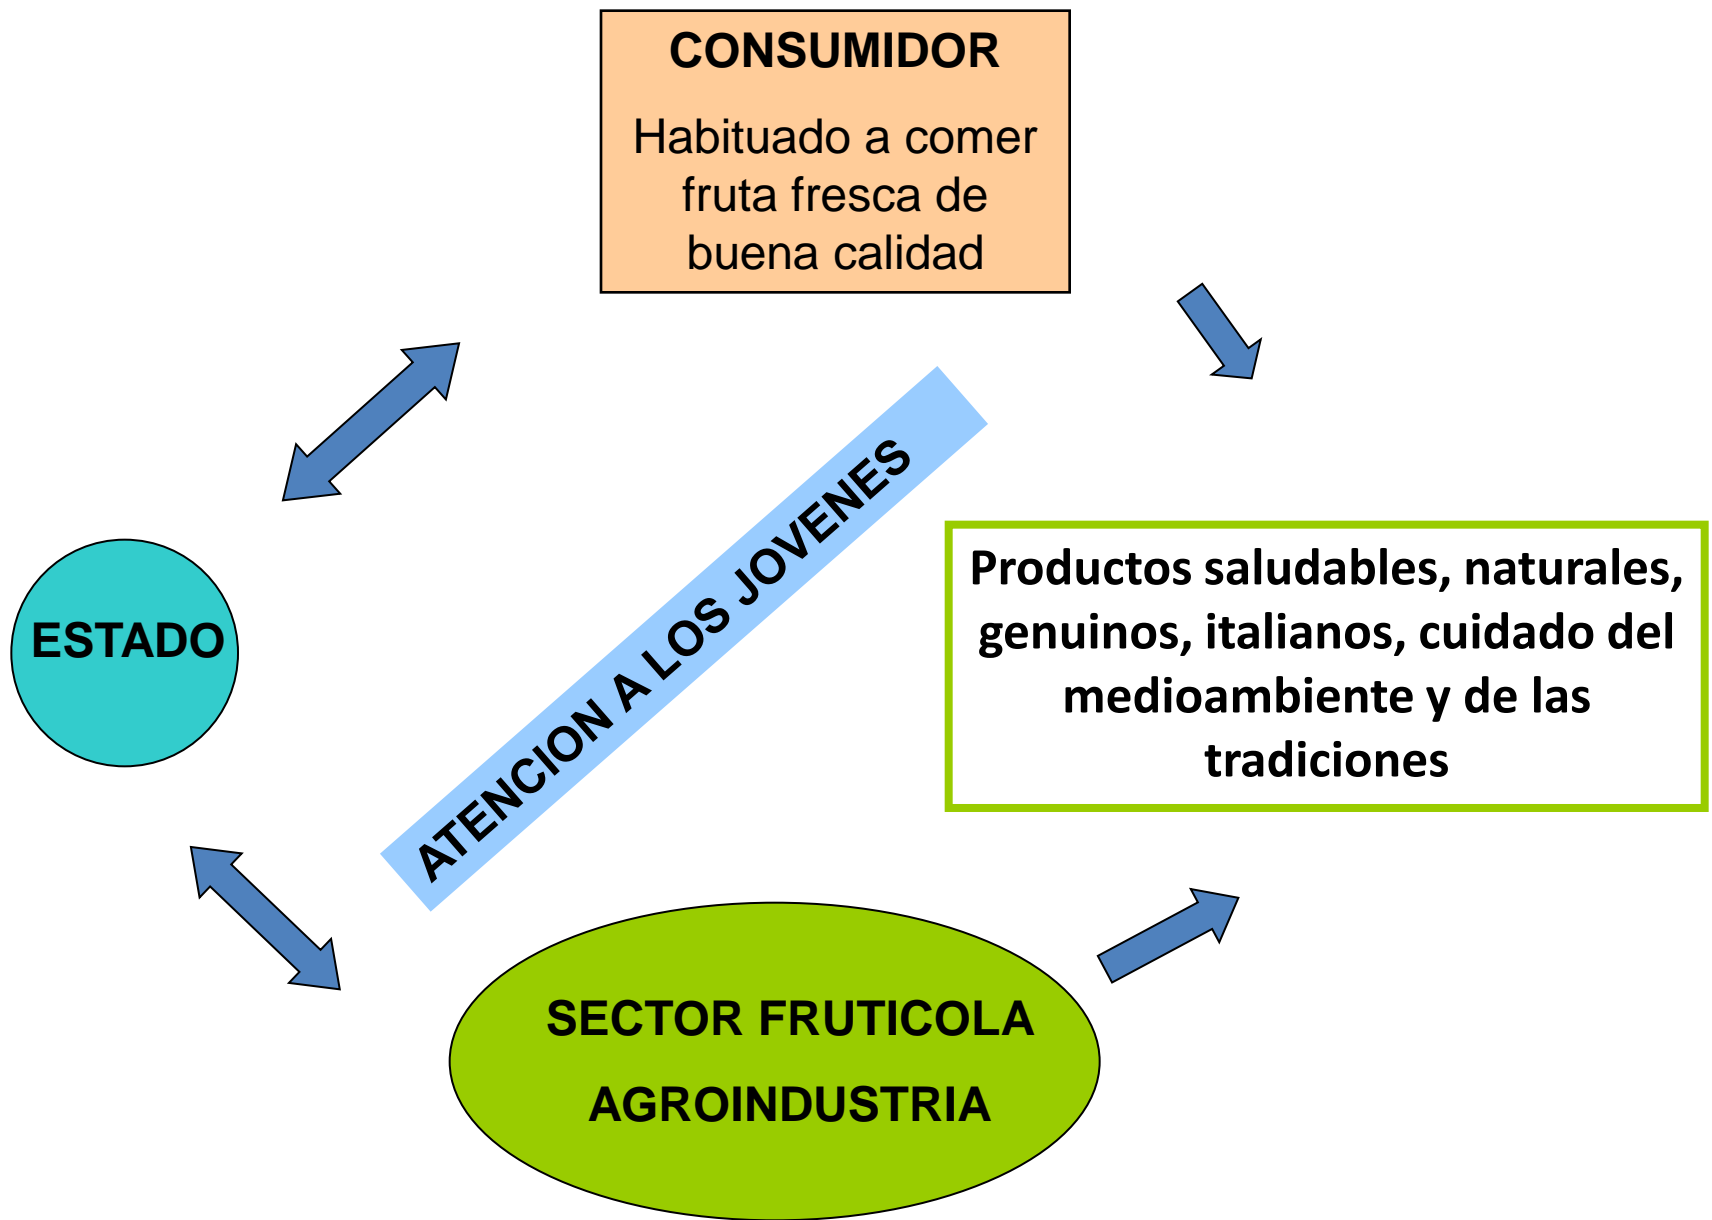 CONSUMIDOR
Habituado a comer
fruta fresca de
buena calidad
ATENCION A LOS JOVENES
ESTADO
Productos saludables, naturales,
genuinos, italianos, cuidado del
medioambiente y de las
tradiciones
SECTOR FRUTICOLA
AGROINDUSTRIA